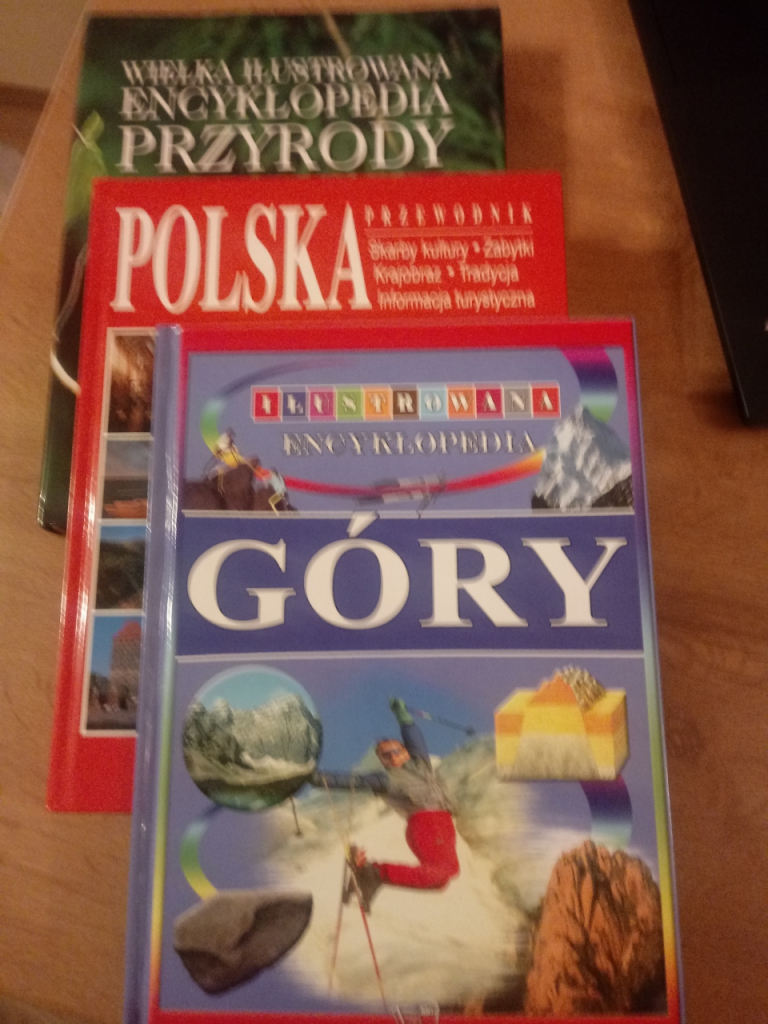 WIELKA ILUSTROWANA
ENCYKLOPEDIA
PRZYRODY
POLSKA
PRZEWODNIK
Skarby kultury • Zabytki
Krajobraz • Tradycja
Informacja turystyczna
ILUSTROWANA
ENCYKLOPEDIA
GÓRY